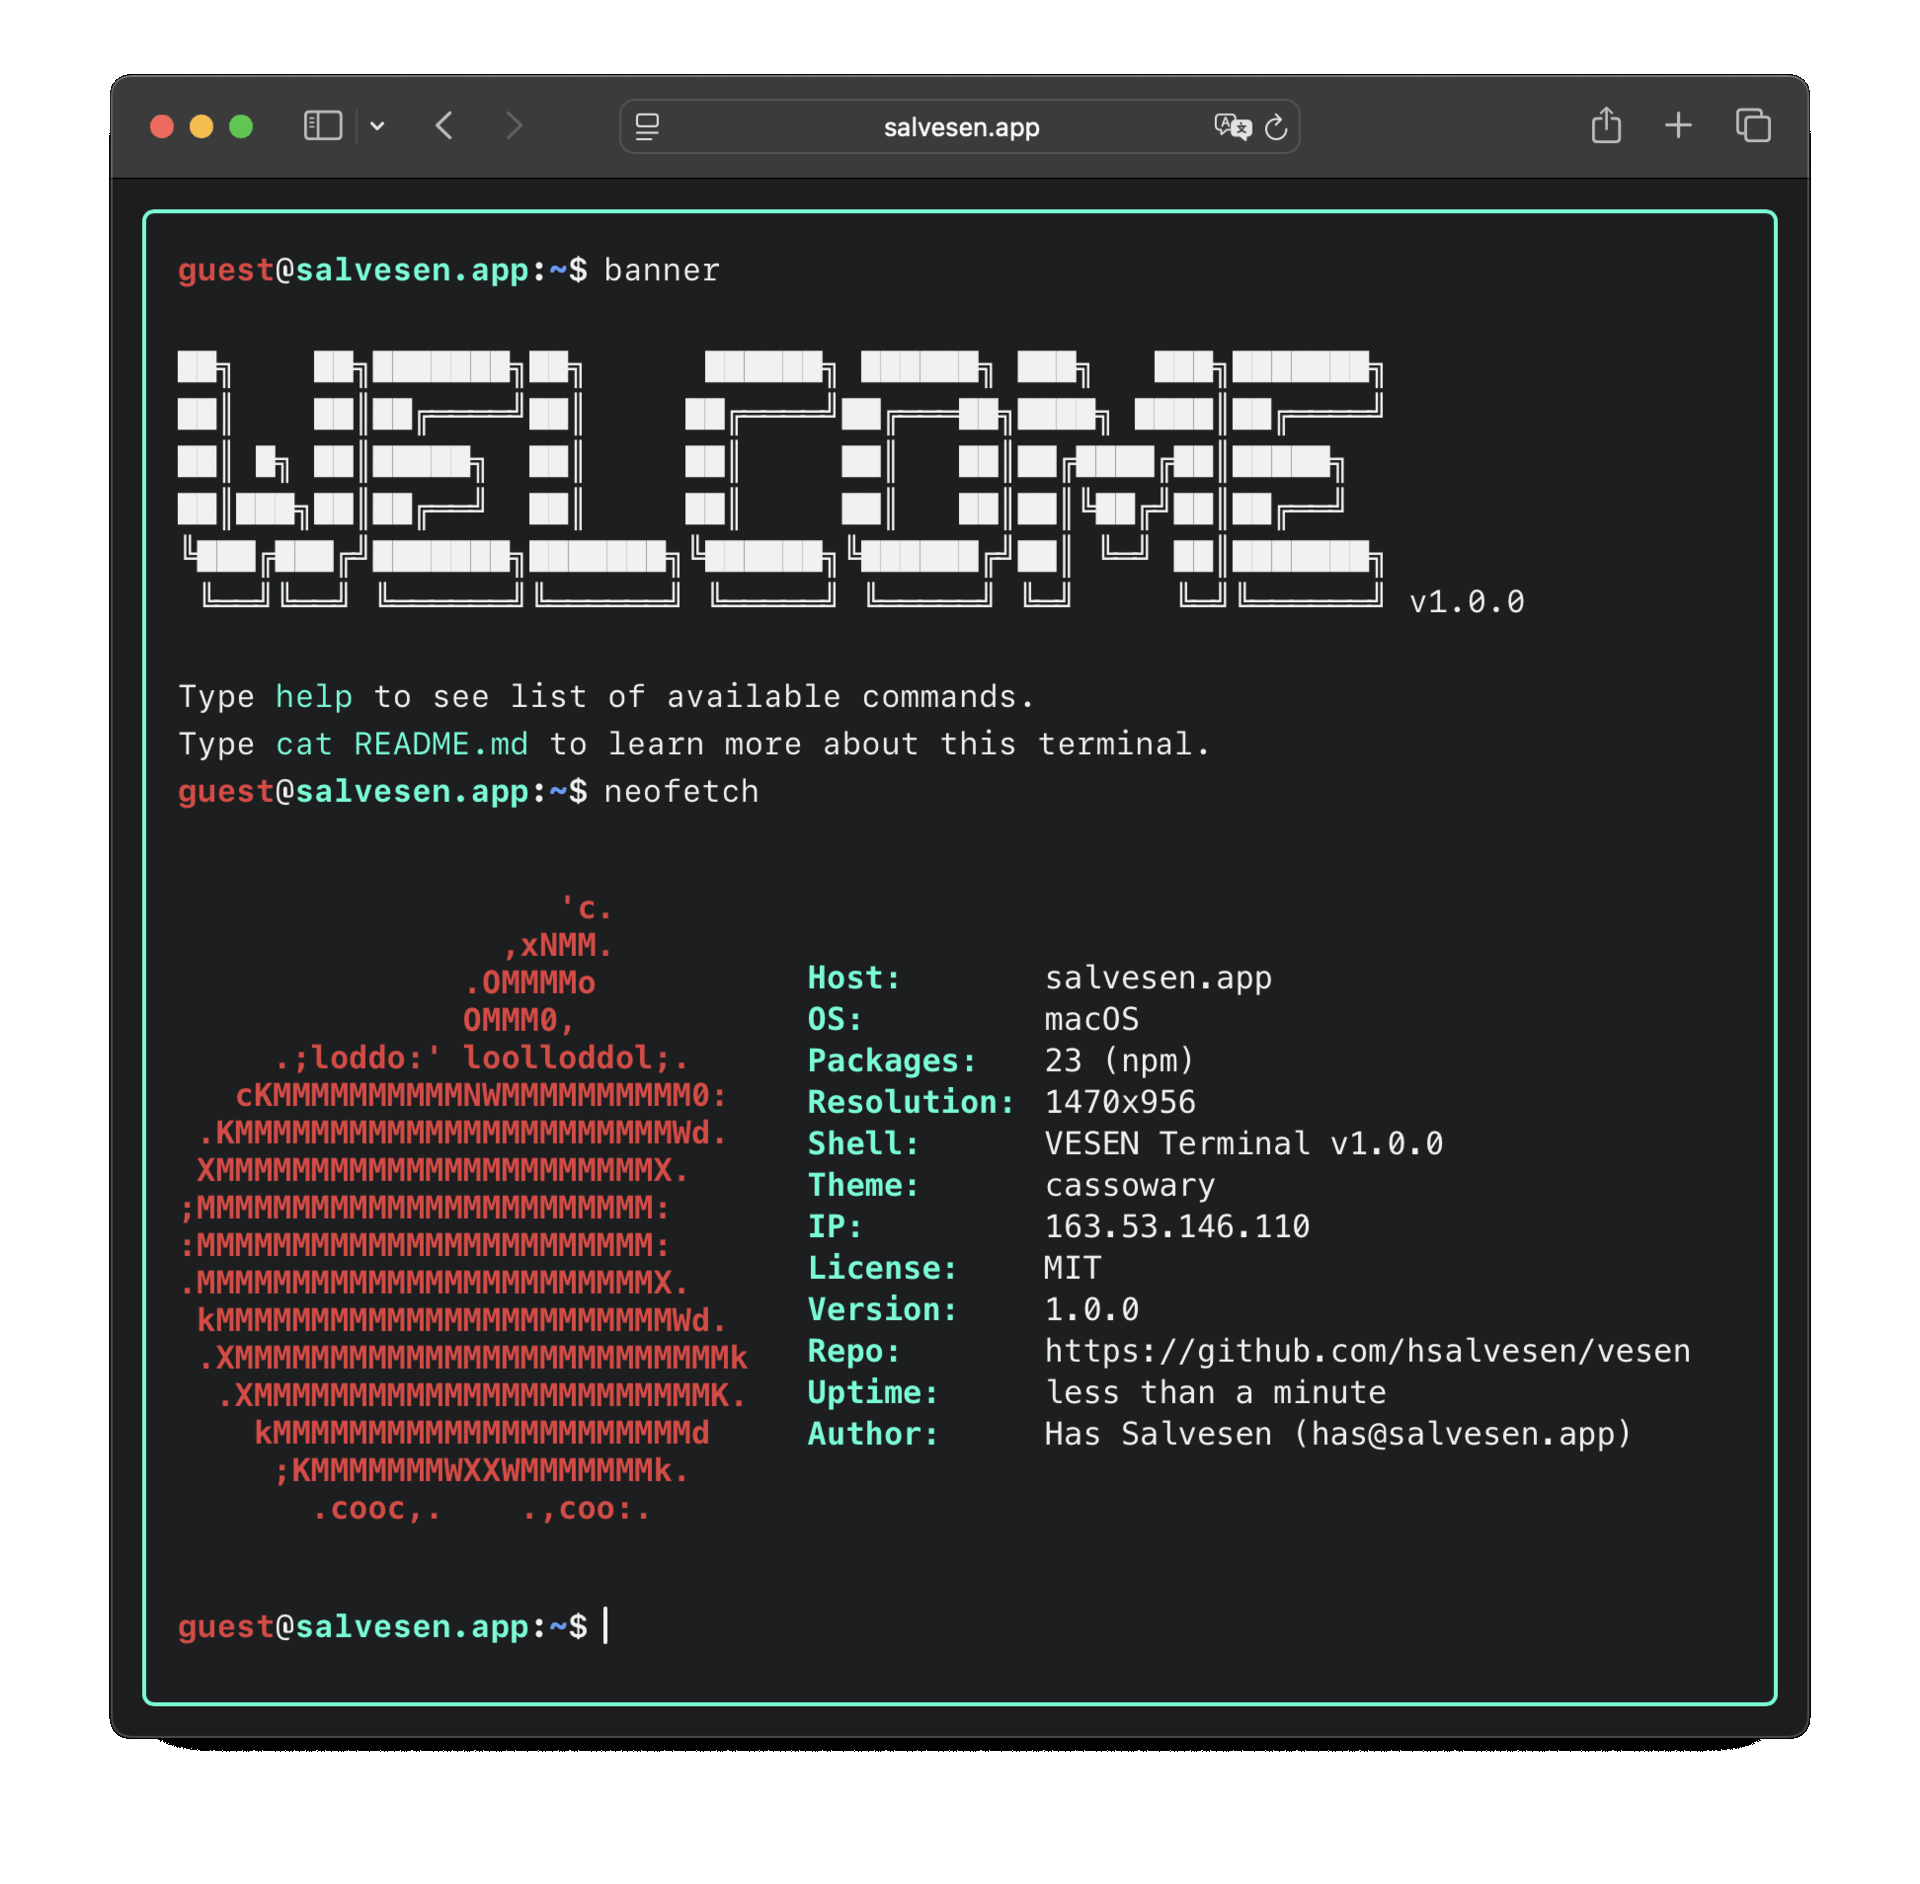 salvesen.app
guest@salvesen.app:~$ banner
WELCOME
v1.0.0
Type help to see list of available commands.
Type cat README.md to learn more about this terminal.
guest@salvesen.app:~$ neofetch
'c.
,xNMM.
.OMMMMo
OMMM0,
.;loddo:' loolloddol;.
cKMMMMMMMMMMNWMMMMMMMMMM0:
.KMMMMMMMMMMMMMMMMMMMMMMMWd.
XMMMMMMMMMMMMMMMMMMMMMMMX.
;MMMMMMMMMMMMMMMMMMMMMMMM:
:MMMMMMMMMMMMMMMMMMMMMMMM:
.MMMMMMMMMMMMMMMMMMMMMMMMX.
kMMMMMMMMMMMMMMMMMMMMMMMMWd.
.XMMMMMMMMMMMMMMMMMMMMMMMMMMk
.XMMMMMMMMMMMMMMMMMMMMMMMMK.
kMMMMMMMMMMMMMMMMMMMMMMd
;KMMMMMMMWXXWMMMMMMMk.
.cooc,.    .,coo:.
Host: salvesen.app
OS: macOS
Packages: 23 (npm)
Resolution: 1470x956
Shell: VESEN Terminal v1.0.0
Theme: cassowary
IP: 163.53.146.110
License: MIT
Version: 1.0.0
Repo: https://github.com/hsalvesen/vesen
Uptime: less than a minute
Author: Has Salvesen (has@salvesen.app)
guest@salvesen.app:~$